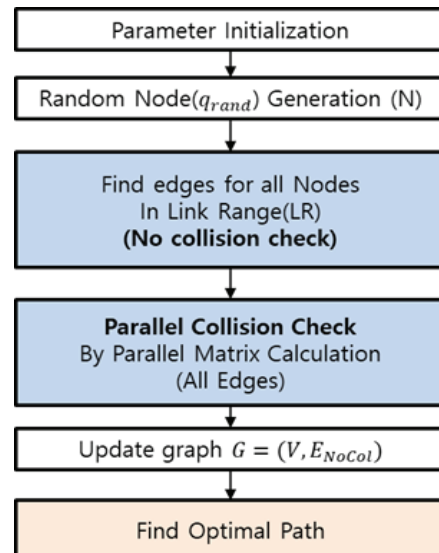 Parameter Initialization
Random Node(q_rand) Generation (N)
Find edges for all Nodes
In Link Range(LR)
(No collision check)
Parallel Collision Check
By Parallel Matrix Calculation
(All Edges)
Update graph G = (V, E_NoCol)
Find Optimal Path